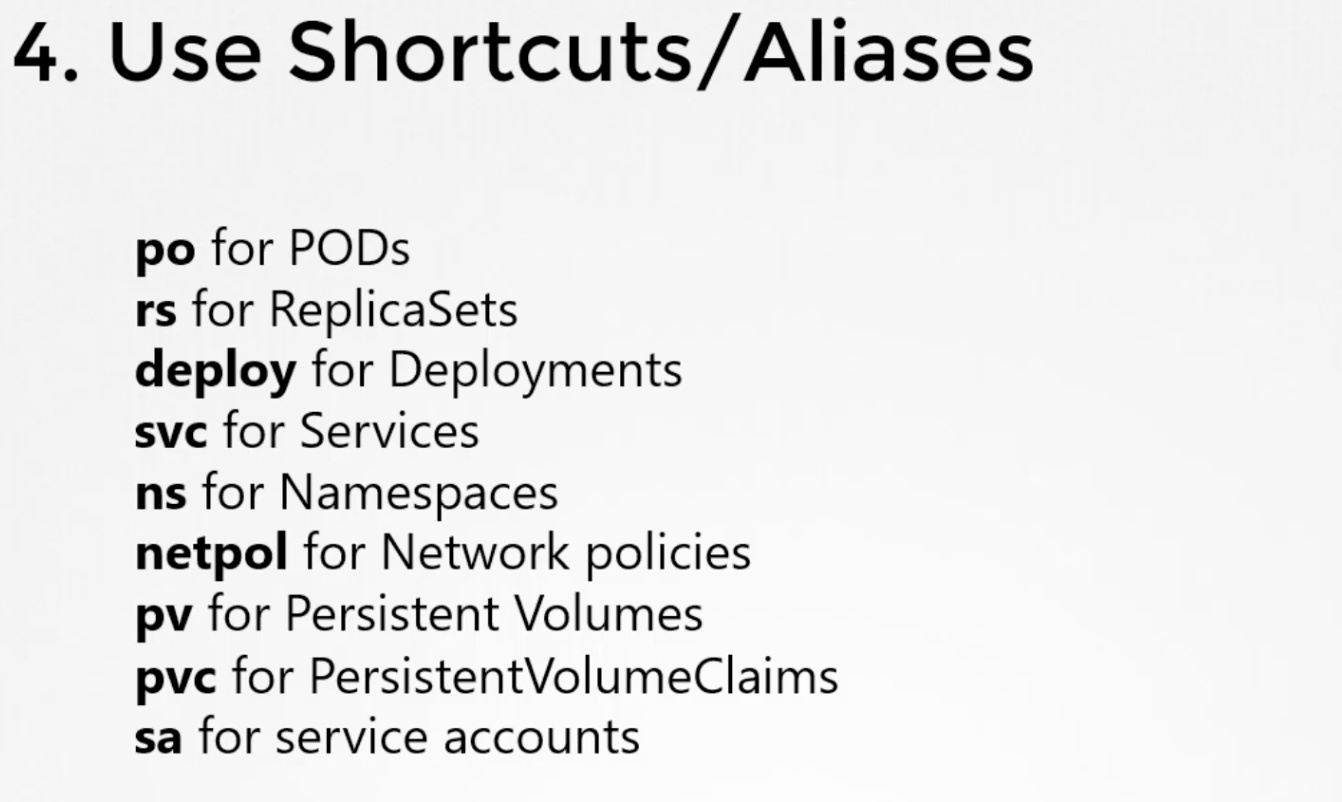 4. Use Shortcuts/Aliases
po for PODs
rs for ReplicaSets
deploy for Deployments
svc for Services
ns for Namespaces
netpol for Network policies
pv for Persistent Volumes
pvc for PersistentVolumeClaims
sa for service accounts